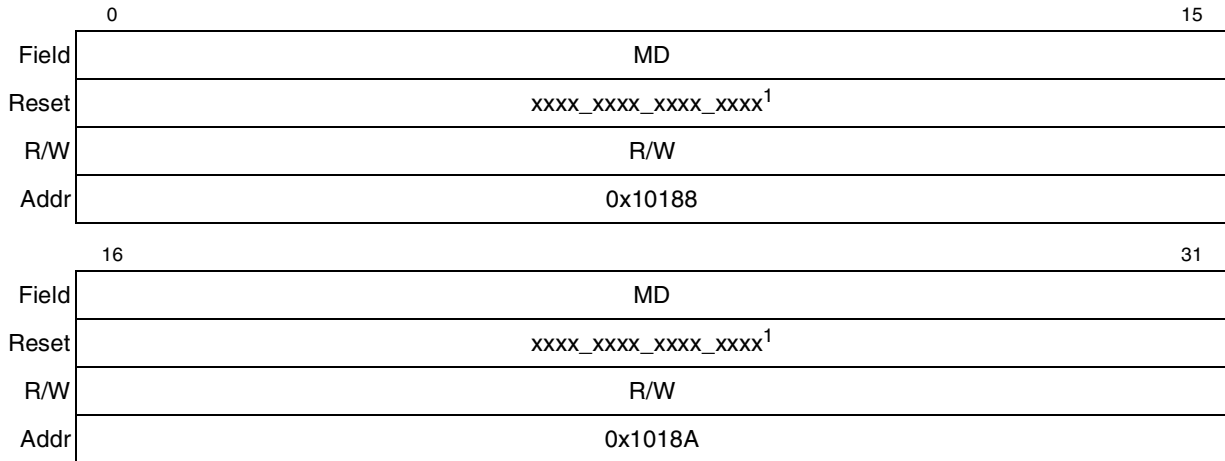 0 15
Field MD
Reset xxxx_xxxx_xxxx_xxxx1
R/W R/W
Addr 0x10188
16 31
Field MD
Reset xxxx_xxxx_xxxx_xxxx1
R/W R/W
Addr 0x1018A